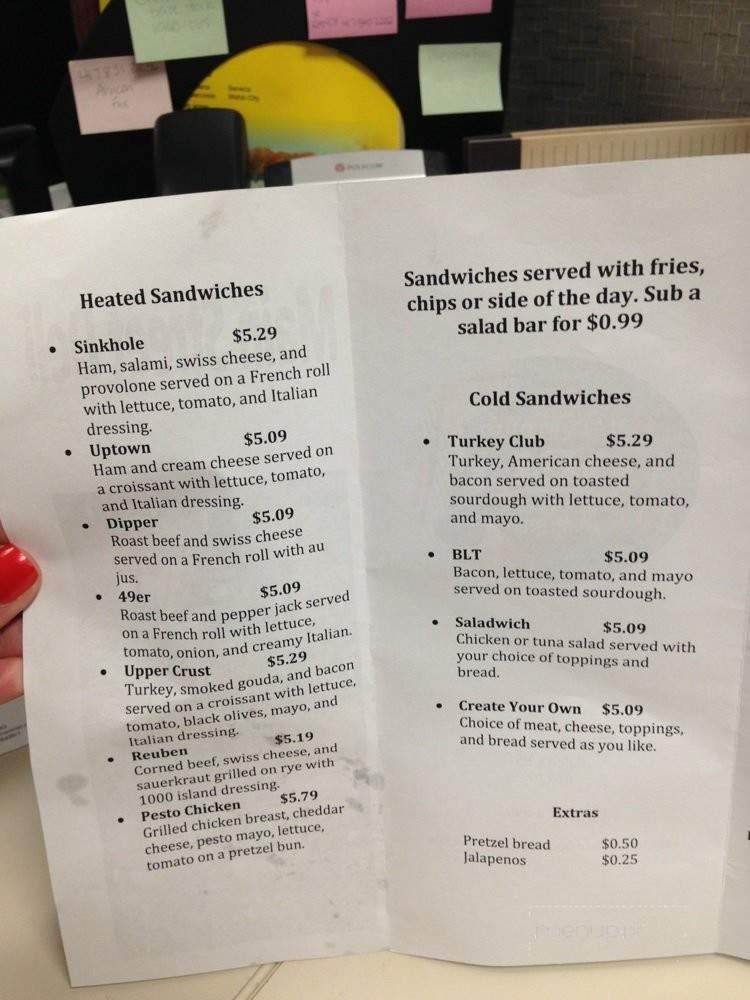 POLYCOM
Heated Sandwiches
• Sinkhole $5.29
Ham, salami, swiss cheese, and
provolone served on a French roll
with lettuce, tomato, and Italian
dressing.
• Uptown $5.09
Ham and cream cheese served on
a croissant with lettuce, tomato,
and Italian dressing.
• Dipper $5.09
Roast beef and swiss cheese
served on a French roll with au
jus.
• 49er $5.09
Roast beef and pepper jack served
on a French roll with lettuce,
tomato, onion, and creamy Italian.
• Upper Crust $5.29
Turkey, smoked gouda, and bacon
served on a croissant with lettuce,
tomato, black olives, mayo, and
Italian dressing.
• Reuben $5.19
Corned beef, swiss cheese, and
sauerkraut grilled on rye with
1000 island dressing.
• Pesto Chicken $5.79
Grilled chicken breast, cheddar
cheese, pesto mayo, lettuce,
tomato on a pretzel bun.
Sandwiches served with fries,
chips or side of the day. Sub a
salad bar for $0.99
Cold Sandwiches
• Turkey Club $5.29
Turkey, American cheese, and
bacon served on toasted
sourdough with lettuce, tomato,
and mayo.
• BLT $5.09
Bacon, lettuce, tomato, and mayo
served on toasted sourdough.
• Saladwich $5.09
Chicken or tuna salad served with
your choice of toppings and
bread.
• Create Your Own $5.09
Choice of meat, cheese, toppings,
and bread served as you like.
Extras
Pretzel bread $0.50
Jalapenos $0.25